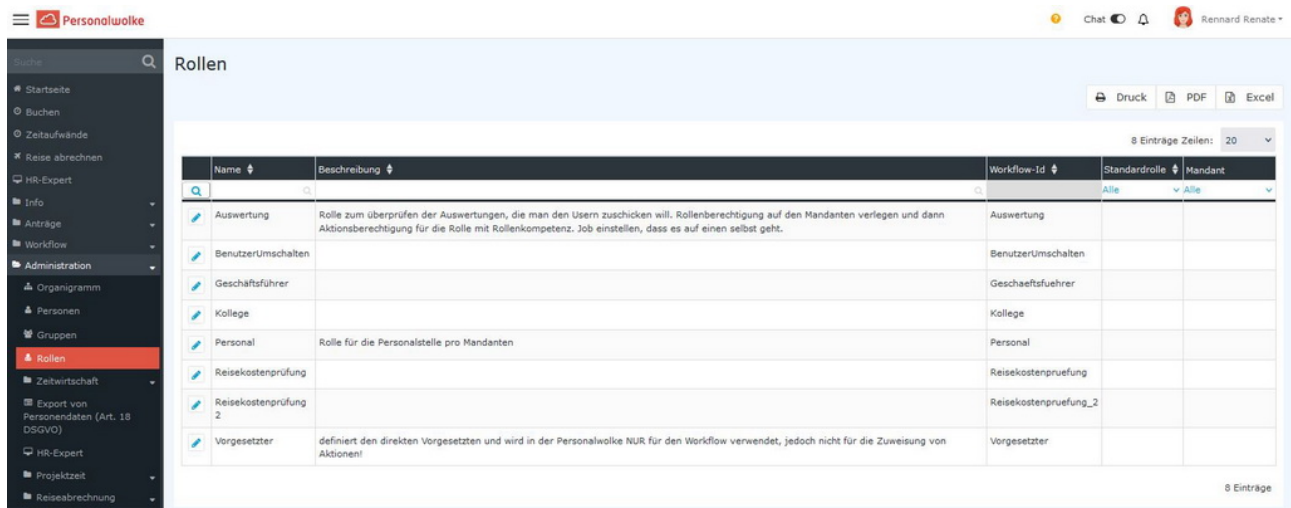 Personalwolke
Chat
Rennard Renate
Suche
Startseite
Buchen
Zeitaufwände
Reise abrechnen
HR-Expert
Info
Anträge
Workflow
Administration
Organigramm
Personen
Gruppen
Rollen
Zeitwirtschaft
Export von
Personendaten (Art. 18
DSGVO)
HR-Expert
Projektzeit
Reiseabrechnung
Rollen
Druck PDF Excel
8 Einträge Zeilen: 20
Name Beschreibung Workflow-Id Standardrolle Mandant
Alle Alle
Auswertung Rolle zum überprüfen der Auswertungen, die man den Usern zuschicken will. Rollenberechtigung auf den Mandanten verlegen und dann Auswertung
Aktionsberechtigung für die Rolle mit Rollenkompetenz. Job einstellen, dass es auf einen selbst geht.
BenutzerUmschalten BenutzerUmschalten
Geschäftsführer Geschaeftsfuehrer
Kollege Kollege
Personal Rolle für die Personalstelle pro Mandanten Personal
Reisekostenprüfung Reisekostenpruefung
Reisekostenprüfung Reisekostenpruefung_2
2
Vorgesetzter definiert den direkten Vorgesetzten und wird in der Personalwolke NUR für den Workflow verwendet, jedoch nicht für die Zuweisung von Vorgesetzter
Aktionen!
8 Einträge